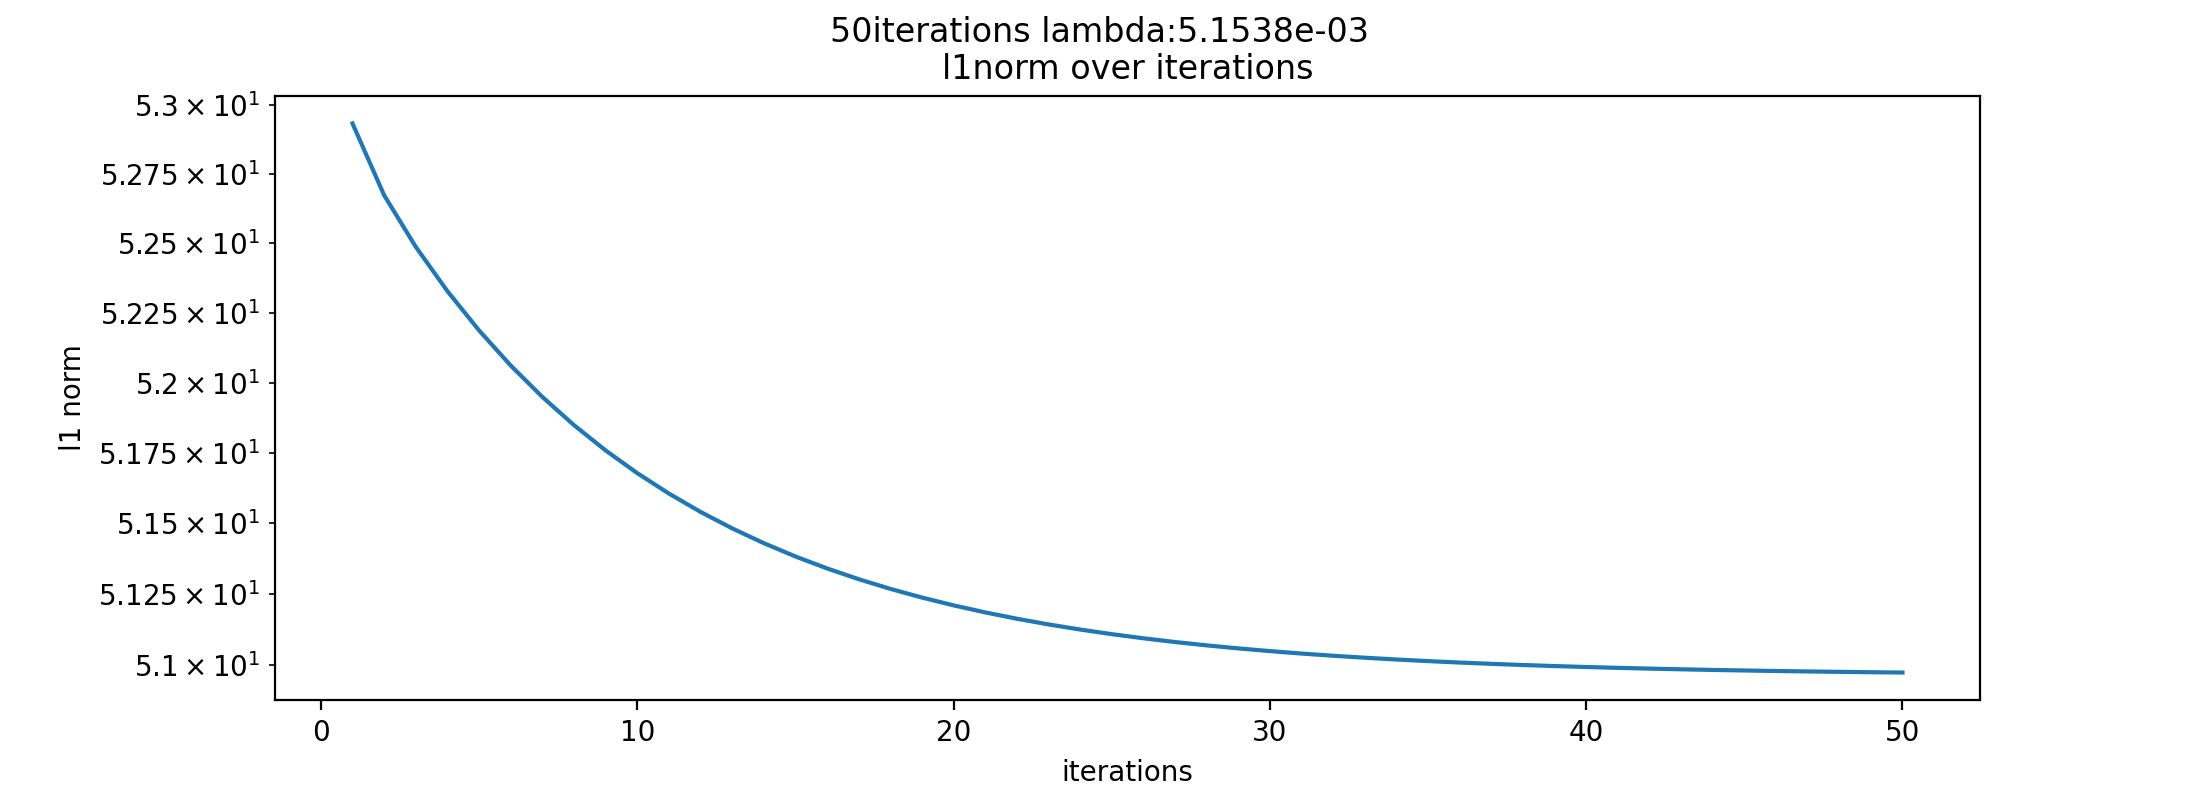 50iterations lambda:5.1538e-03
l1norm over iterations
5.3 × 10¹
5.275 × 10¹
5.25 × 10¹
5.225 × 10¹
5.2 × 10¹
5.175 × 10¹
5.15 × 10¹
5.125 × 10¹
5.1 × 10¹
l1 norm
0 10 20 30 40 50
iterations